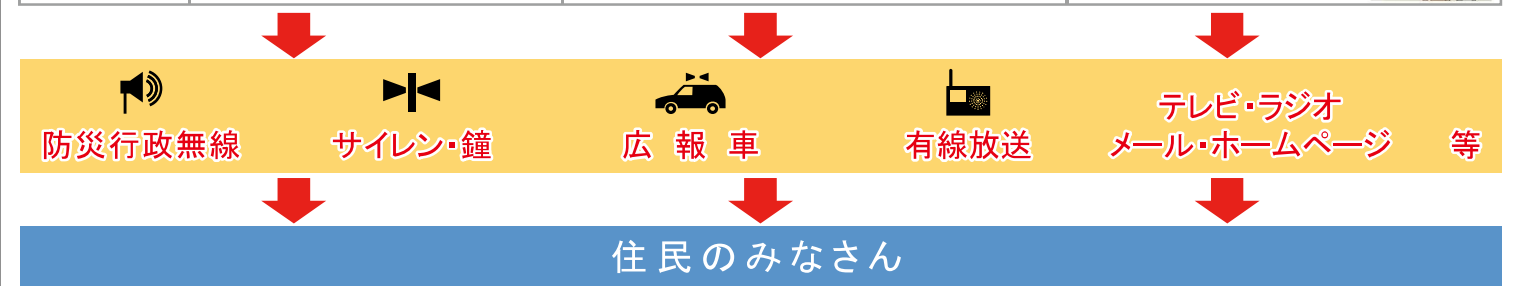 防災行政無線
サイレン・鐘
広報車
有線放送
テレビ・ラジオ
メール・ホームページ 等
住民のみなさん